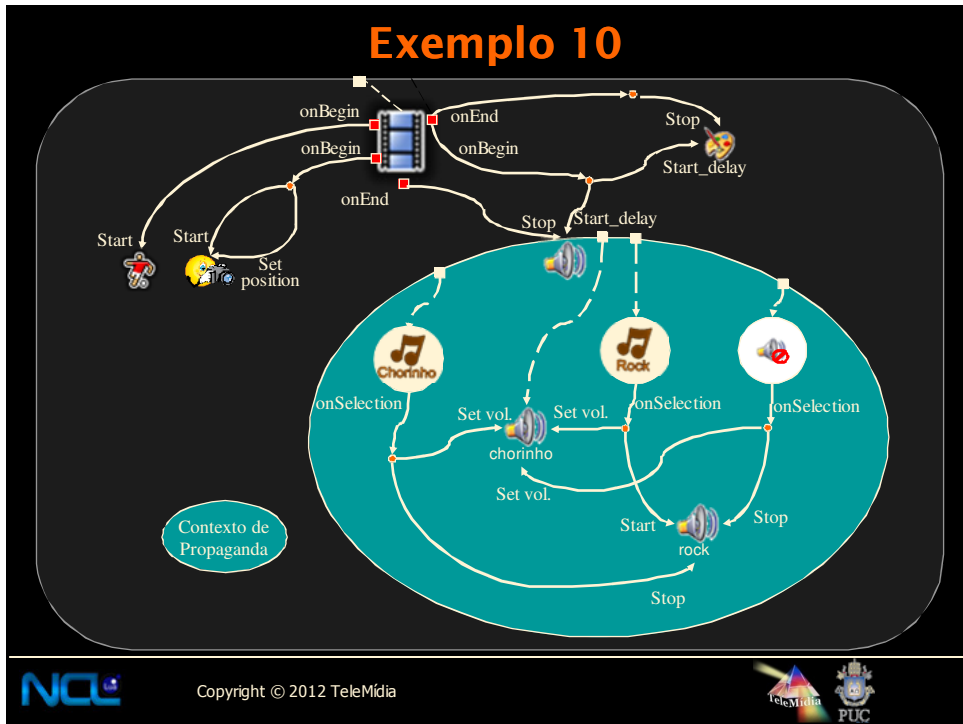 Exemplo 10
onBegin
onEnd
Stop
onBegin
onBegin
Start_delay
onEnd
Stop
Start_delay
Start
Start
Set
position
Chorinho
Rock
onSelection
onSelection
onSelection
Set vol.
Set vol.
chorinho
Set vol.
Contexto de
Propaganda
Start
Stop
rock
Stop
NCL
Copyright © 2012 TeleMídia
TeleMídia
PUC